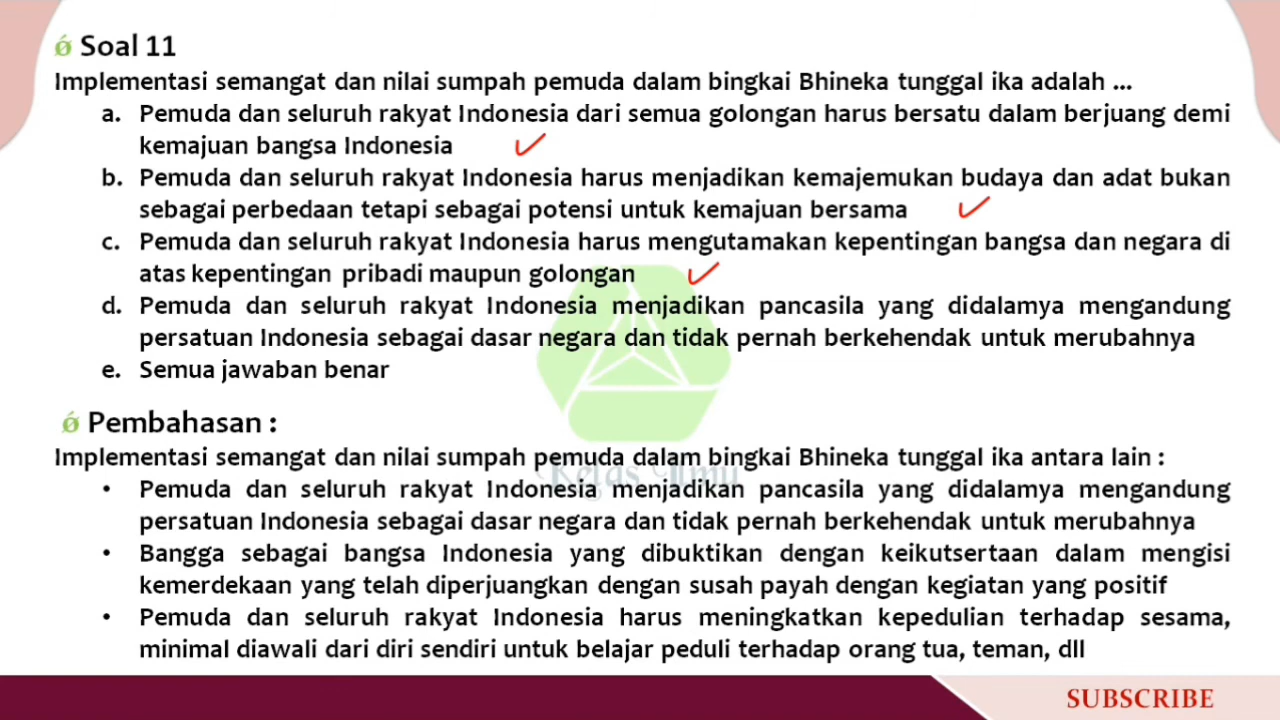 Soal 11
Implementasi semangat dan nilai sumpah pemuda dalam bingkai Bhineka tunggal ika adalah ...
a. Pemuda dan seluruh rakyat Indonesia dari semua golongan harus bersatu dalam berjuang demi
kemajuan bangsa Indonesia
b. Pemuda dan seluruh rakyat Indonesia harus menjadikan kemajemukan budaya dan adat bukan
sebagai perbedaan tetapi sebagai potensi untuk kemajuan bersama
c. Pemuda dan seluruh rakyat Indonesia harus mengutamakan kepentingan bangsa dan negara di
atas kepentingan pribadi maupun golongan
d. Pemuda dan seluruh rakyat Indonesia menjadikan pancasila yang didalamya mengandung
persatuan Indonesia sebagai dasar negara dan tidak pernah berkehendak untuk merubahnya
e. Semua jawaban benar
Pembahasan :
Implementasi semangat dan nilai sumpah pemuda dalam bingkai Bhineka tunggal ika antara lain :
Kelas Ilmu
• Pemuda dan seluruh rakyat Indonesia menjadikan pancasila yang didalamya mengandung
persatuan Indonesia sebagai dasar negara dan tidak pernah berkehendak untuk merubahnya
• Bangga sebagai bangsa Indonesia yang dibuktikan dengan keikutsertaan dalam mengisi
kemerdekaan yang telah diperjuangkan dengan susah payah dengan kegiatan yang positif
• Pemuda dan seluruh rakyat Indonesia harus meningkatkan kepedulian terhadap sesama,
minimal diawali dari diri sendiri untuk belajar peduli terhadap orang tua, teman, dll
SUBSCRIBE